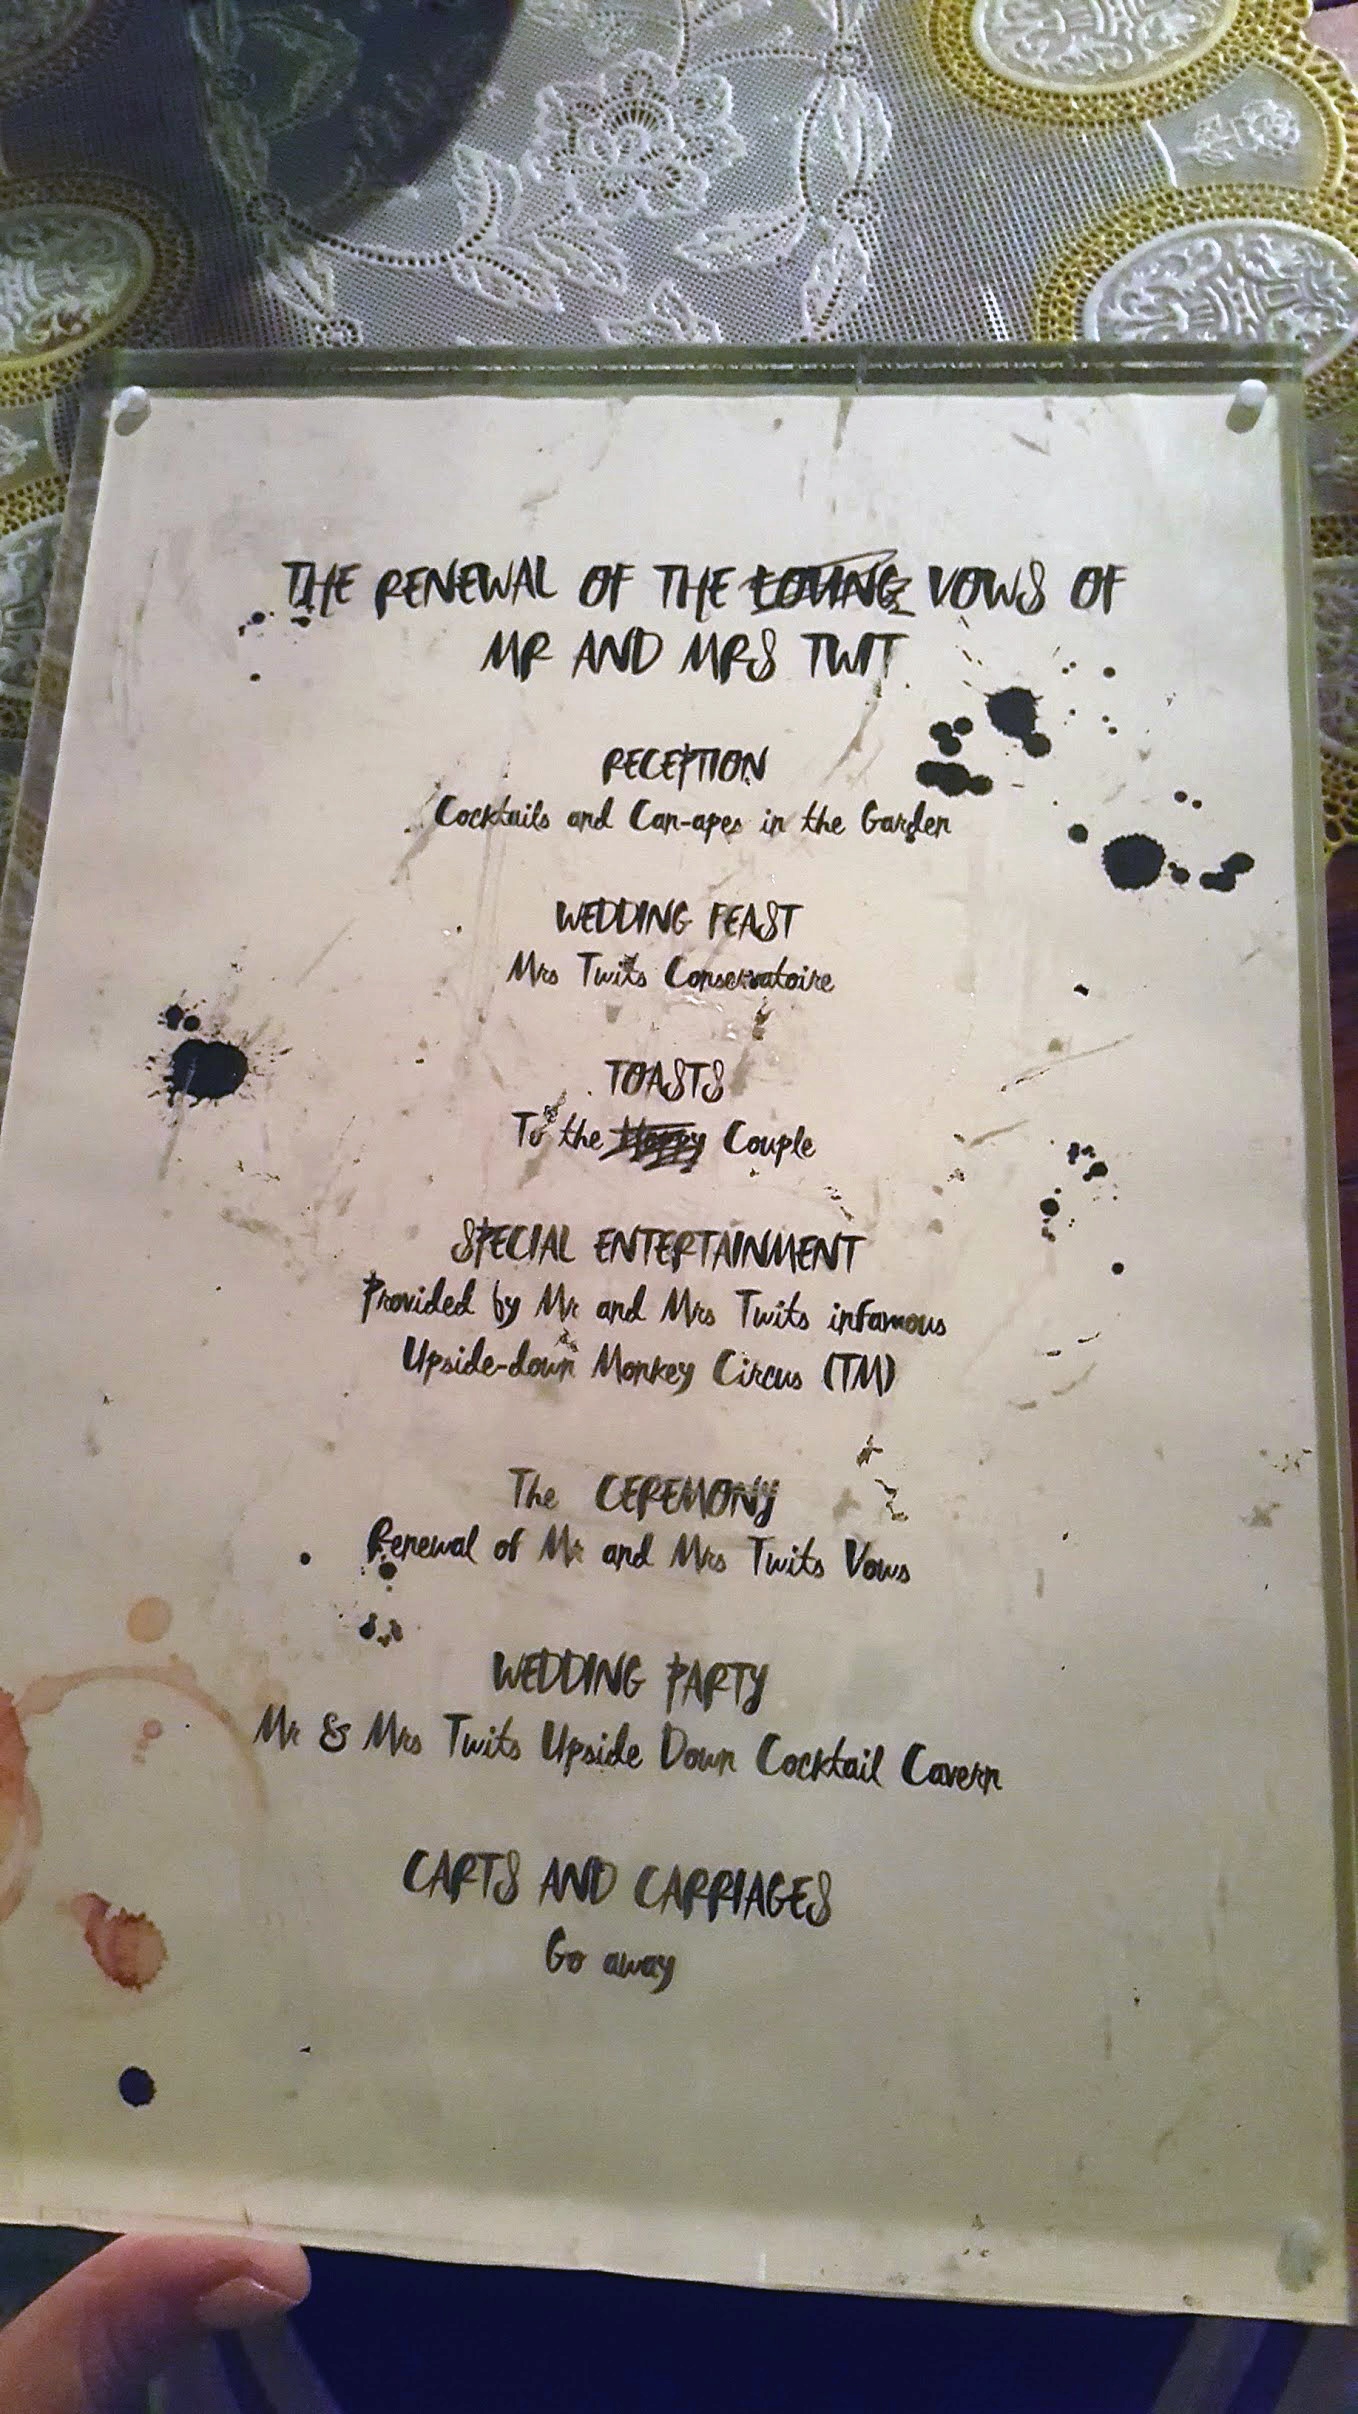 THE RENEWAL OF THE LOVING VOWS OF
MR AND MRS TWIT
RECEPTION
Cocktails and Can-apes in the Garden
WEDDING FEAST
Mrs Twits Conservatoire
TOASTS
To the Happy Couple
SPECIAL ENTERTAINMENT
Provided by Mr and Mrs Twits infamous
Upside-down Monkey Circus (TM)
The CEREMONY
Renewal of Mr and Mrs Twits Vows
WEDDING PARTY
Mr & Mrs Twits Upside Down Cocktail Cavern
CARTS AND CARRIAGES
Go away